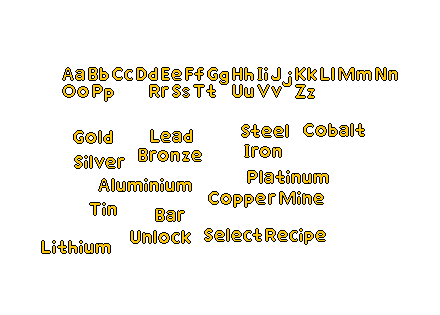 Aa Bb Cc Dd Ee Ff Gg Hh Ii Jj Kk Ll Mm Nn
Oo Pp Rr Ss Tt Uu Vv Zz
Gold Lead Steel Cobalt
Silver Bronze Iron
Aluminium Platinum
Tin Bar Copper Mine
Lithium Unlock Select Recipe